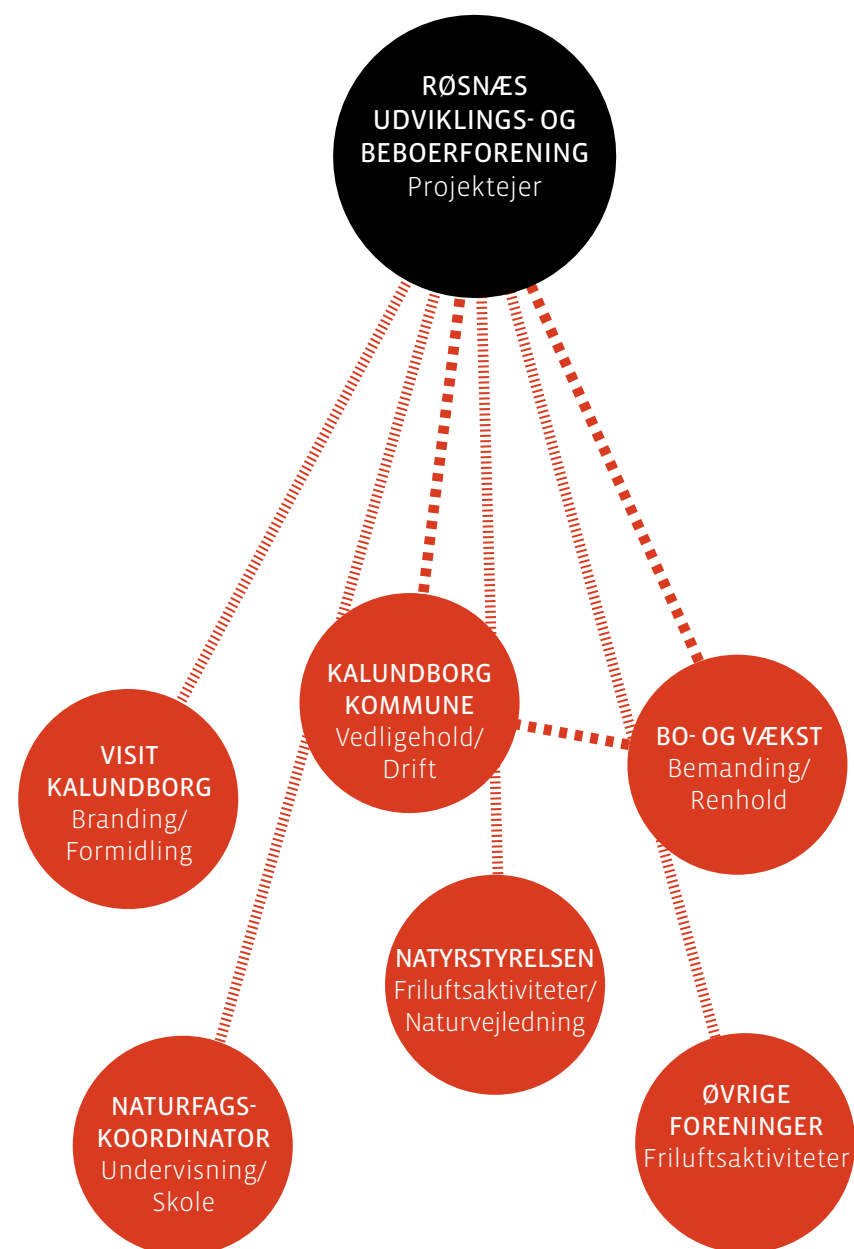 RØSNÆS
UDVIKLINGS- OG
BEBOERFORENING
Projektejer
KALUNDBORG
KOMMUNE
Vedligehold/
Drift
BO- OG VÆKST
Bemanding/
Renhold
VISIT
KALUNDBORG
Branding/
Formidling
NATYRSTYRELSEN
Friluftsaktiviteter/
Naturvejledning
NATURFAGS-
KOORDINATOR
Undervisning/
Skole
ØVRIGE
FORENINGER
Friluftsaktiviteter